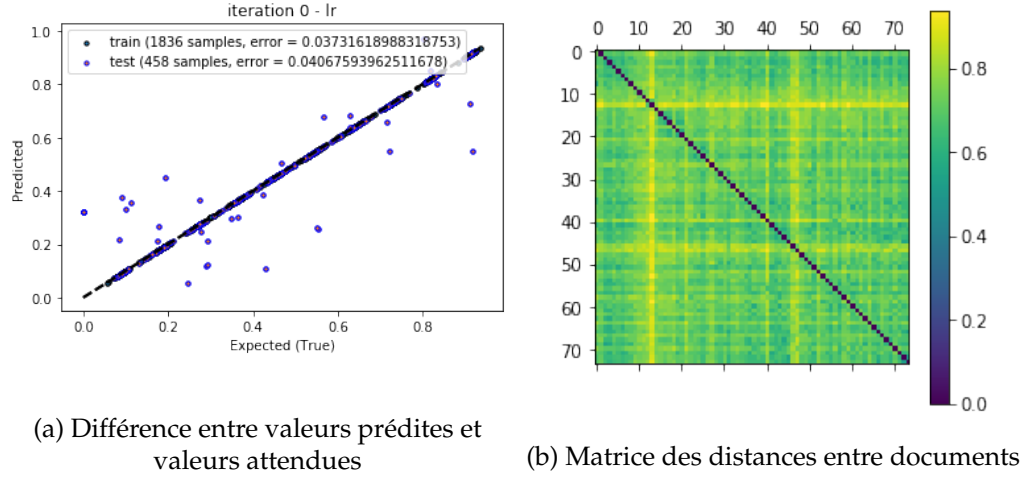 iteration 0 - lr
train (1836 samples, error = 0.03731618988318753)
test (458 samples, error = 0.04067593962511678)
1.0
0.8
0.6
0.4
0.2
0.0
Predicted
0.0 0.2 0.4 0.6 0.8
Expected (True)
(a) Différence entre valeurs prédites et
valeurs attendues
0 10 20 30 40 50 60 70
0
10
20
30
40
50
60
70
0.8
0.6
0.4
0.2
0.0
(b) Matrice des distances entre documents